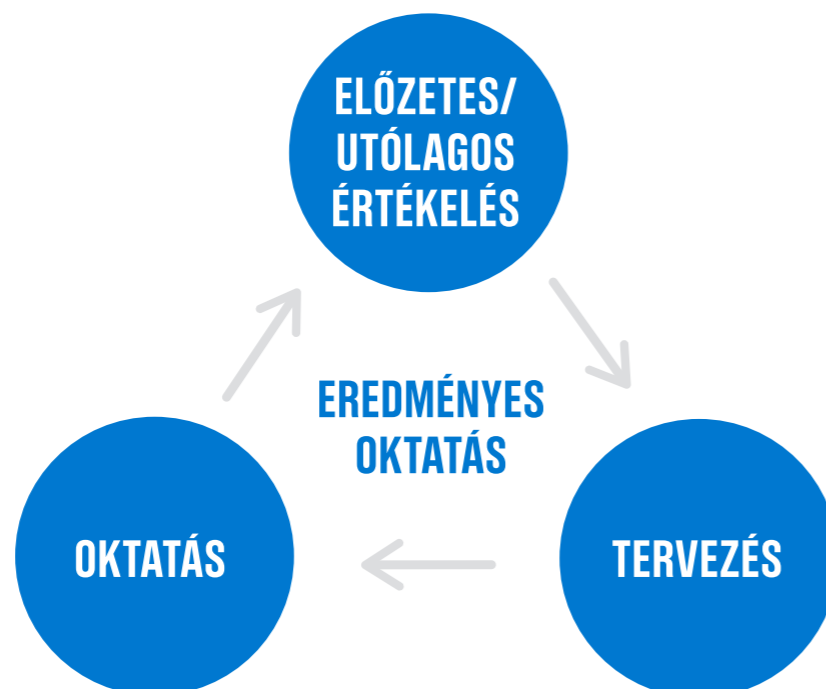 ELŐZETES/
UTÓLAGOS
ÉRTÉKELÉS
EREDMÉNYES
OKTATÁS
OKTATÁS
TERVEZÉS